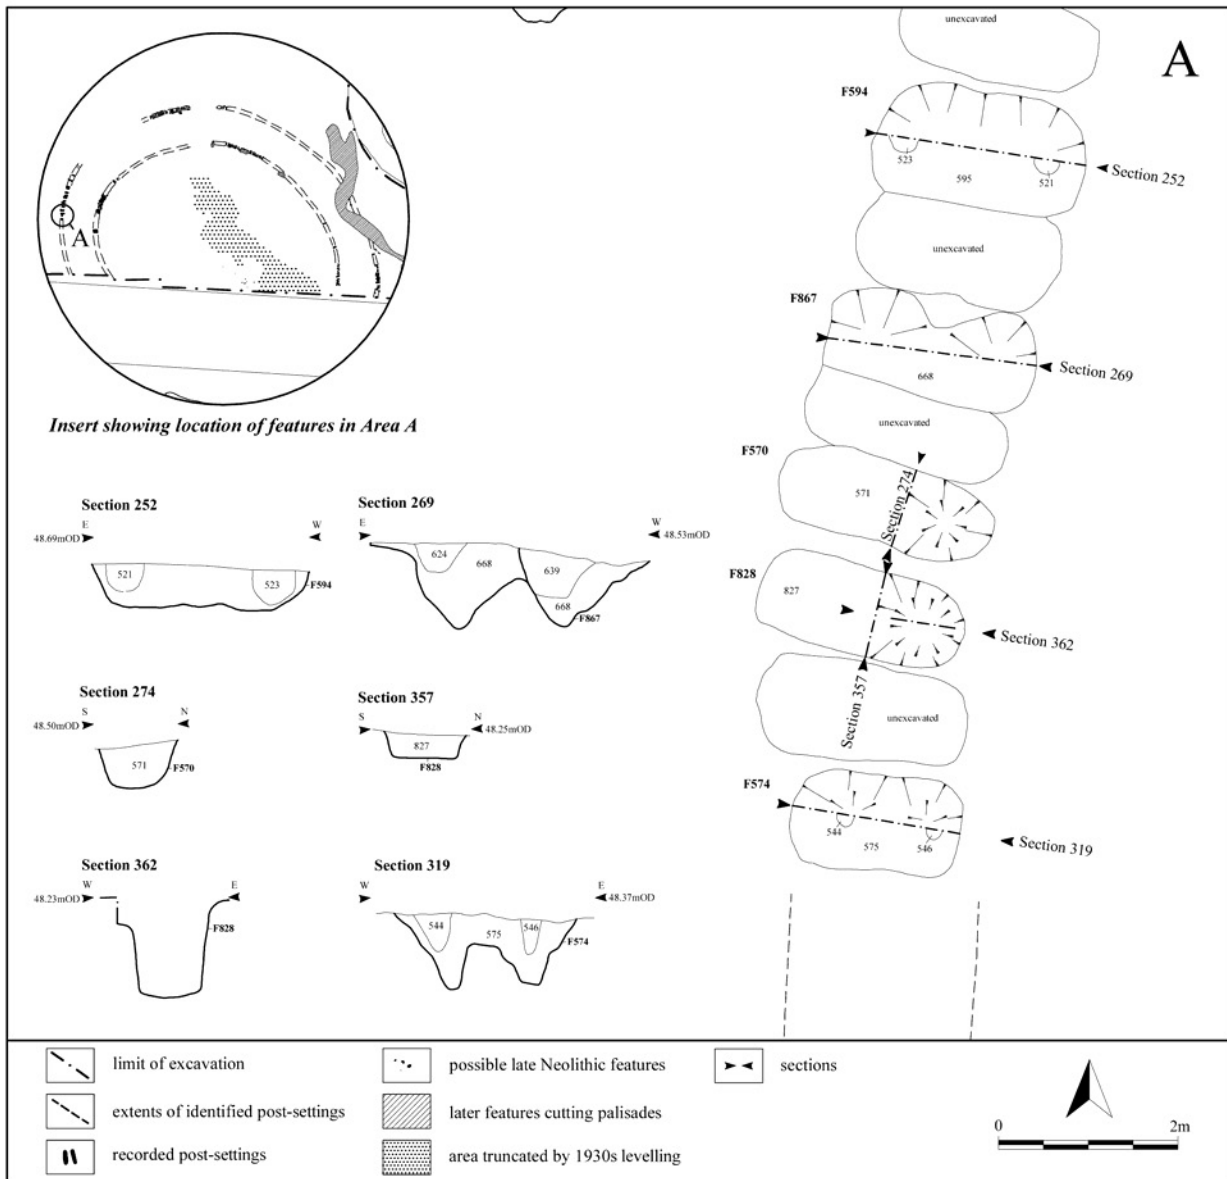 unexcavated
A
F594
523
595
521
Section 252
unexcavated
F867
668
Section 269
unexcavated
F570
571
Section 274
F828
827
Section 362
Section 357
unexcavated
F574
544
575
546
Section 319
A
Insert showing location of features in Area A
Section 252
E
W
48.69mOD
521
523
F594
Section 269
E
W
48.53mOD
624
668
639
668
F867
Section 274
S
N
48.50mOD
571
F570
Section 357
S
N
48.25mOD
827
F828
Section 362
W
E
48.23mOD
F828
Section 319
W
E
48.37mOD
544
575
546
F574
limit of excavation
extents of identified post-settings
recorded post-settings
possible late Neolithic features
later features cutting palisades
area truncated by 1930s levelling
sections
0 2m